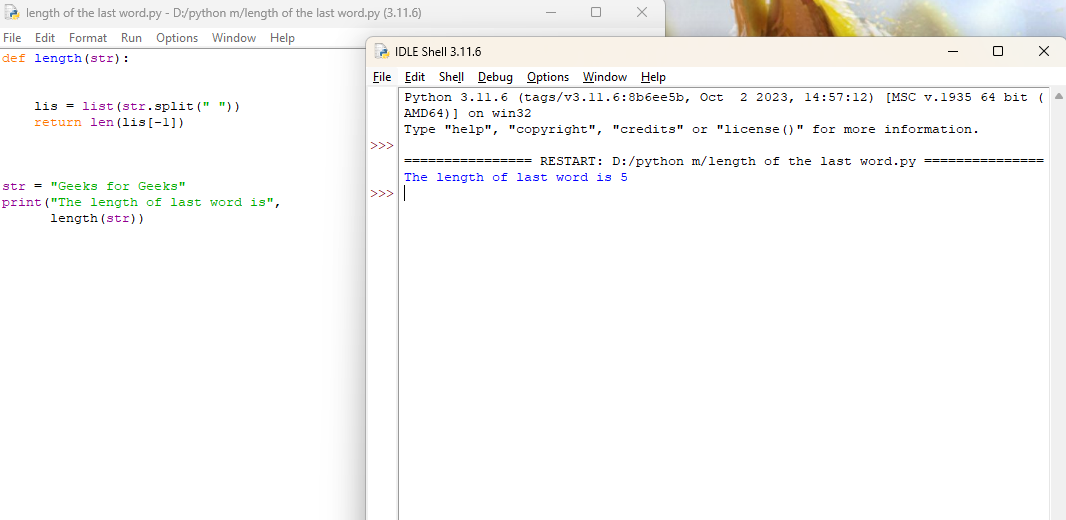 length of the last word.py - D:/python m/length of the last word.py (3.11.6)
File Edit Format Run Options Window Help
def length(str):
    lis = list(str.split(" "))
    return len(lis[-1])
str = "Geeks for Geeks"
print("The length of last word is",
      length(str))
IDLE Shell 3.11.6
File Edit Shell Debug Options Window Help
Python 3.11.6 (tags/v3.11.6:8b6ee5b, Oct  2 2023, 14:57:12) [MSC v.1935 64 bit (
AMD64)] on win32
Type "help", "copyright", "credits" or "license()" for more information.
>>>
================ RESTART: D:/python m/length of the last word.py ===============
The length of last word is 5
>>>